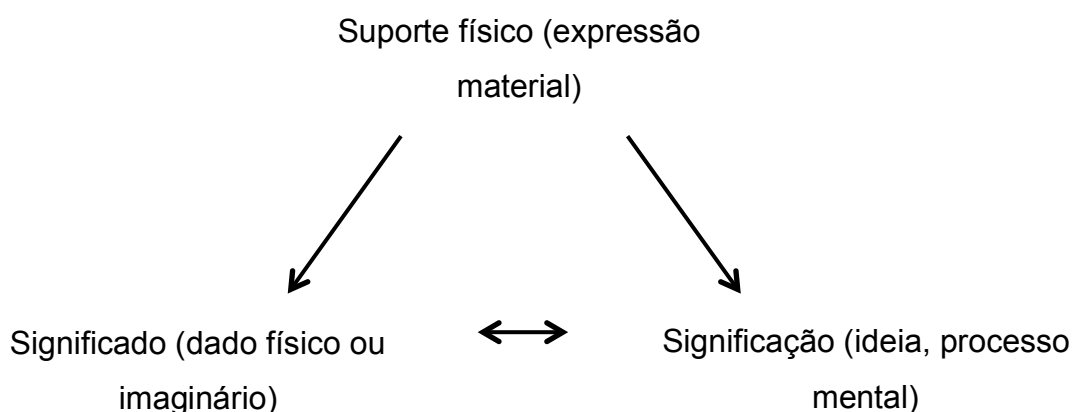 Suporte físico (expressão
material)
Significado (dado físico ou
imaginário)
Significação (ideia, processo
mental)